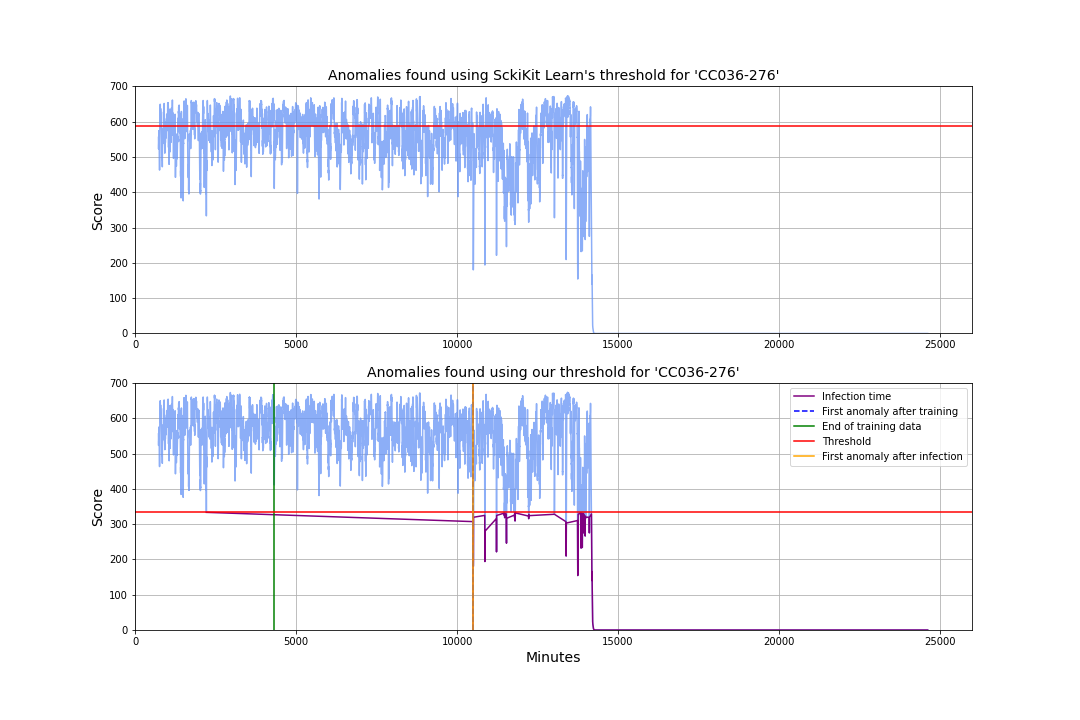 Anomalies found using SckiKit Learn's threshold for 'CC036-276'
700
600
500
400
300
200
100
0
Score
0 5000 10000 15000 20000 25000
Anomalies found using our threshold for 'CC036-276'
700
600
500
400
300
200
100
0
Score
Infection time
First anomaly after training
End of training data
Threshold
First anomaly after infection
0 5000 10000 15000 20000 25000
Minutes